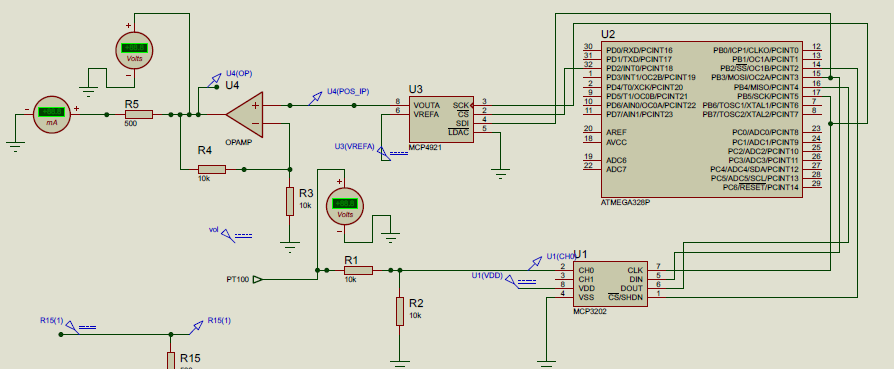 +88.8
Volts
U4(OP)
U4
+88.8
mA
R5
500
OPAMP
U4(POS_IP)
R4
10k
R3
10k
U3
8 VOUTA SCK 3
6 VREFA CS 2
SDI 4
LDAC 5
MCP4921
U3(VREFA)
U2
30 PD0/RXD/PCINT16 PB0/ICP1/CLKO/PCINT0 12
31 PD1/TXD/PCINT17 PB1/OC1A/PCINT1 13
32 PD2/INT0/PCINT18 PB2/SS/OC1B/PCINT2 14
1 PD3/INT1/OC2B/PCINT19 PB3/MOSI/OC2A/PCINT3 15
2 PD4/T0/XCK/PCINT20 PB4/MISO/PCINT4 16
9 PD5/T1/OC0B/PCINT21 PB5/SCK/PCINT5 17
10 PD6/AIN0/OC0A/PCINT22 PB6/TOSC1/XTAL1/PCINT6 7
11 PD7/AIN1/PCINT23 PB7/TOSC2/XTAL2/PCINT7 8
20 AREF PC0/ADC0/PCINT8 23
18 AVCC PC1/ADC1/PCINT9 24
PC2/ADC2/PCINT10 25
19 ADC6 PC3/ADC3/PCINT11 26
22 ADC7 PC4/ADC4/SDA/PCINT12 27
PC5/ADC5/SCL/PCINT13 28
PC6/RESET/PCINT14 29
ATMEGA328P
+88.8
Volts
vol
PT100
R1
10k
R2
10k
U1(CH0)
U1(VDD)
U1
2 CH0 CLK 7
3 CH1 DIN 5
8 VDD DOUT 6
4 VSS CS/SHDN 1
MCP3202
R15(1)
R15(1)
R15